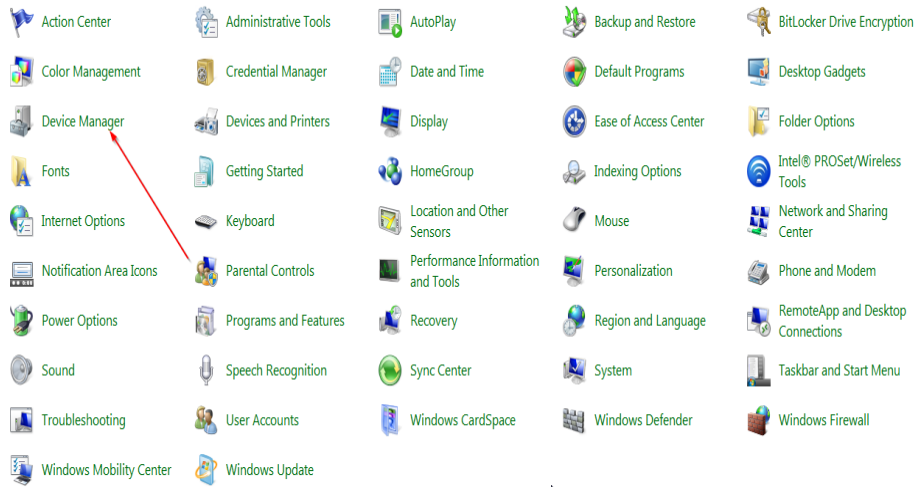 Action Center
Administrative Tools
AutoPlay
Backup and Restore
BitLocker Drive Encryption
Color Management
Credential Manager
Date and Time
Default Programs
Desktop Gadgets
Device Manager
Devices and Printers
Display
Ease of Access Center
Folder Options
Fonts
Getting Started
HomeGroup
Indexing Options
Intel® PROSet/Wireless
Tools
Internet Options
Keyboard
Location and Other
Sensors
Mouse
Network and Sharing
Center
Notification Area Icons
Parental Controls
Performance Information
and Tools
Personalization
Phone and Modem
Power Options
Programs and Features
Recovery
Region and Language
RemoteApp and Desktop
Connections
Sound
Speech Recognition
Sync Center
System
Taskbar and Start Menu
Troubleshooting
User Accounts
Windows CardSpace
Windows Defender
Windows Firewall
Windows Mobility Center
Windows Update